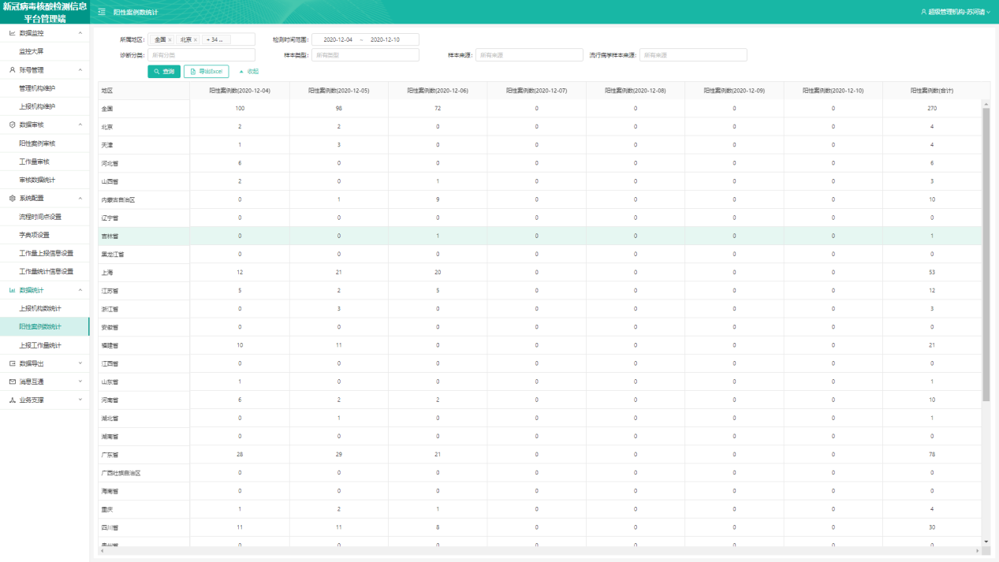 新冠病毒核酸检测信息
平台管理端
阳性案例数统计
超级管理机构-苏河请
数据监控
监控大屏
账号管理
管理机构维护
上报机构维护
数据审核
阳性案例审核
工作量审核
审核数据统计
系统配置
流程时间点设置
字典项设置
工作量上报信息设置
工作量统计信息设置
数据统计
上报机构数统计
阳性案例数统计
上报工作量统计
数据导出
消息互通
业务支撑
所属地区: 全国 × 北京 × + 34 ... 检测时间范围: 2020-12-04 ~ 2020-12-10
诊断分类: 所有分类 样本类型: 所有类型 样本来源: 所有来源 流行病学样本来源: 所有来源
查询 导出Excel 收起
地区 阳性案例数(2020-12-04) 阳性案例数(2020-12-05) 阳性案例数(2020-12-06) 阳性案例数(2020-12-07) 阳性案例数(2020-12-08) 阳性案例数(2020-12-09) 阳性案例数(2020-12-10) 阳性案例数(合计)
全国 100 98 72 0 0 0 0 270
北京 2 2 0 0 0 0 0 4
天津 1 3 0 0 0 0 0 4
河北省 6 0 0 0 0 0 0 6
山西省 2 0 1 0 0 0 0 3
内蒙古自治区 0 1 9 0 0 0 0 10
辽宁省 0 0 0 0 0 0 0 0
吉林省 0 0 1 0 0 0 0 1
黑龙江省 0 0 0 0 0 0 0 0
上海 12 21 20 0 0 0 0 53
江苏省 5 2 5 0 0 0 0 12
浙江省 0 3 0 0 0 0 0 3
安徽省 0 0 0 0 0 0 0 0
福建省 10 11 0 0 0 0 0 21
江西省 0 0 0 0 0 0 0 0
山东省 1 0 0 0 0 0 0 1
河南省 6 2 2 0 0 0 0 10
湖北省 0 1 0 0 0 0 0 1
湖南省 0 0 0 0 0 0 0 0
广东省 28 29 21 0 0 0 0 78
广西壮族自治区 0 0 0 0 0 0 0 0
海南省 0 0 0 0 0 0 0 0
重庆 1 2 1 0 0 0 0 4
四川省 11 11 8 0 0 0 0 30
贵州省 0 0 0 0 0 0 0 0